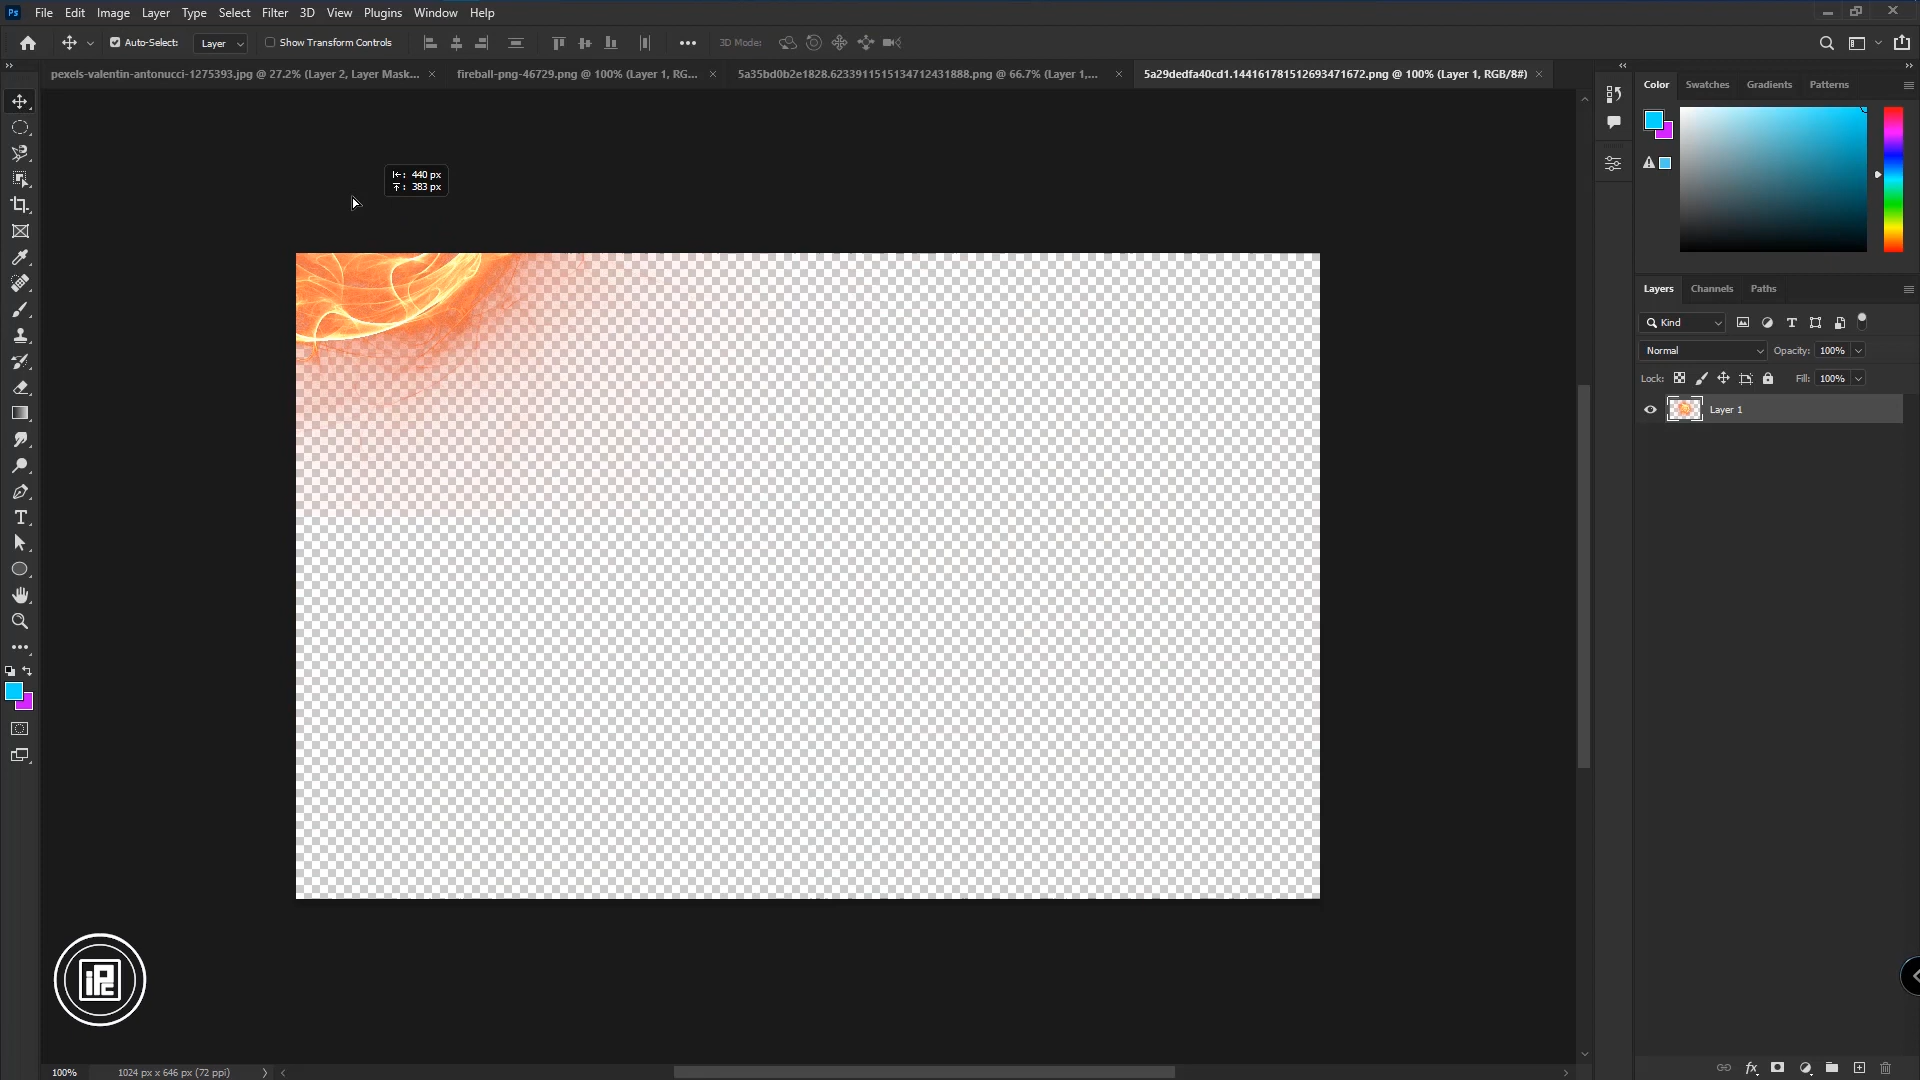 Ps File Edit Image Layer Type Select Filter 3D View Plugins Window Help
Auto-Select: Layer Show Transform Controls 3D Mode:
pexels-valentin-antonucci-1275393.jpg @ 27.2% (Layer 2, Layer Mask... × fireball-png-46729.png @ 100% (Layer 1, RG... × 5a35bd0b2e1828.6233911515134712431888.png @ 66.7% (Layer 1,... × 5a29dedfa40cd1.144161781512693471672.png @ 100% (Layer 1, RGB/8#) ×
Color Swatches Gradients Patterns
440 px
383 px
Layers Channels Paths
Kind
Normal Opacity: 100%
Lock: Fill: 100%
Layer 1
iPc
100% 1024 px x 646 px (72 ppi)